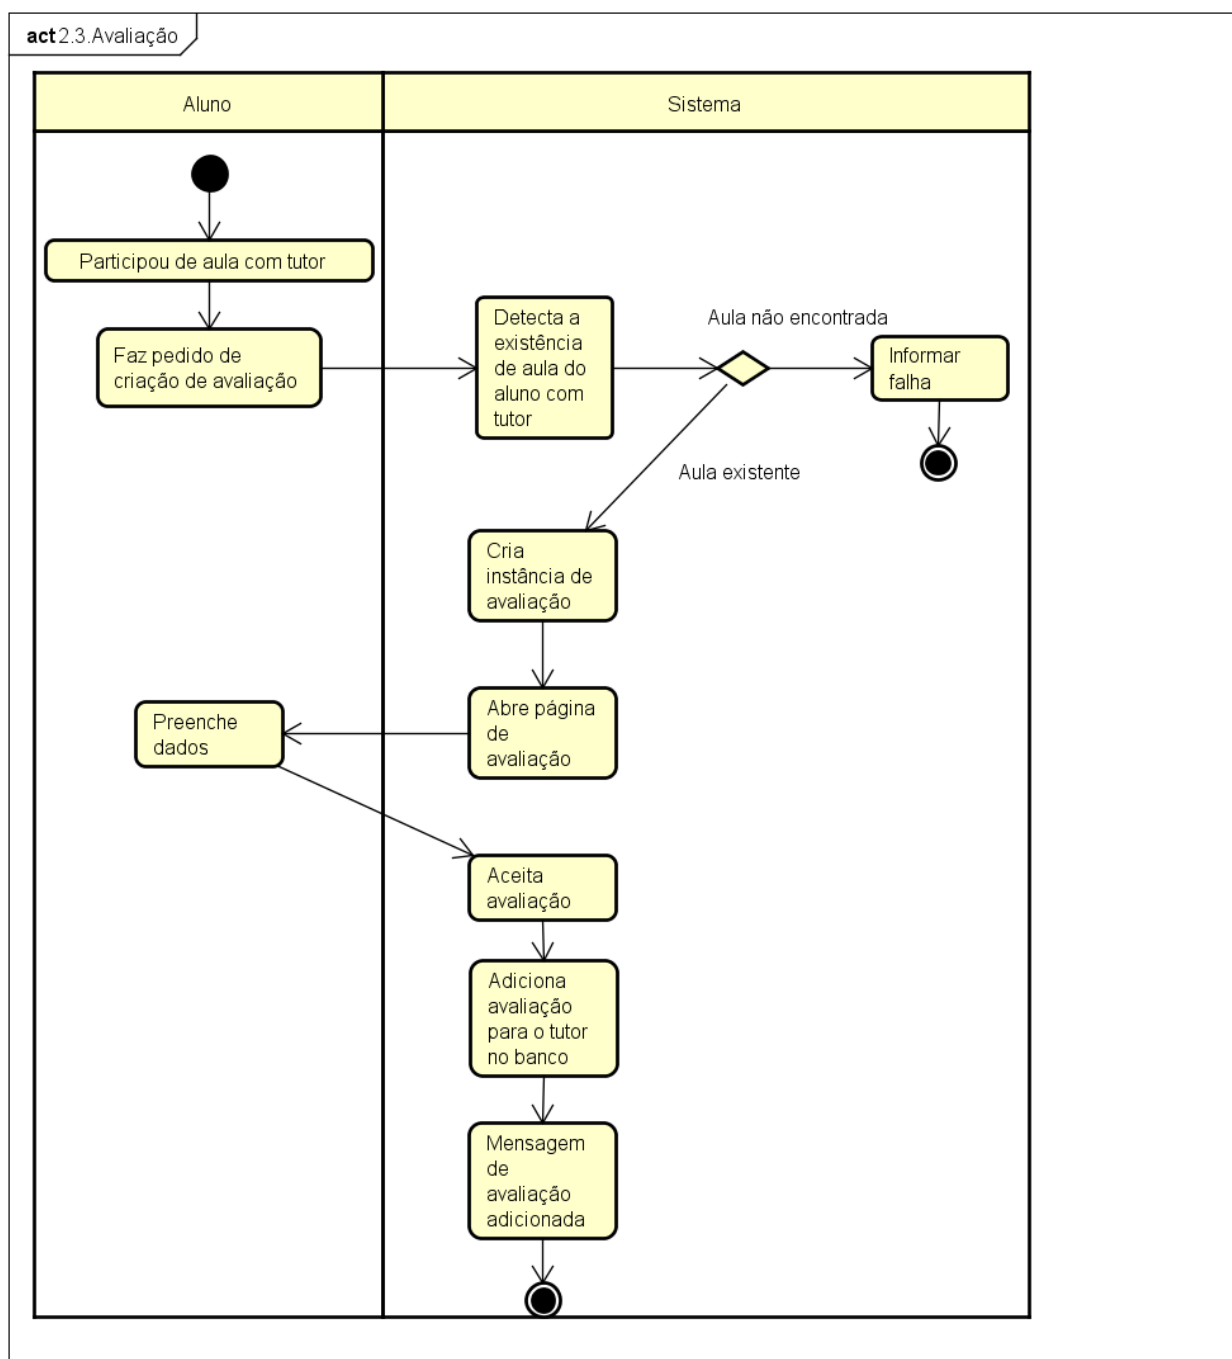 act 2.3.Avaliação
Aluno
Sistema
Participou de aula com tutor
Faz pedido de
criação de avaliação
Detecta a
existência
de aula do
aluno com
tutor
Aula não encontrada
Informar
falha
Aula existente
Cria
instância de
avaliação
Abre página
de
avaliação
Preenche
dados
Aceita
avaliação
Adiciona
avaliação
para o tutor
no banco
Mensagem
de
avaliação
adicionada